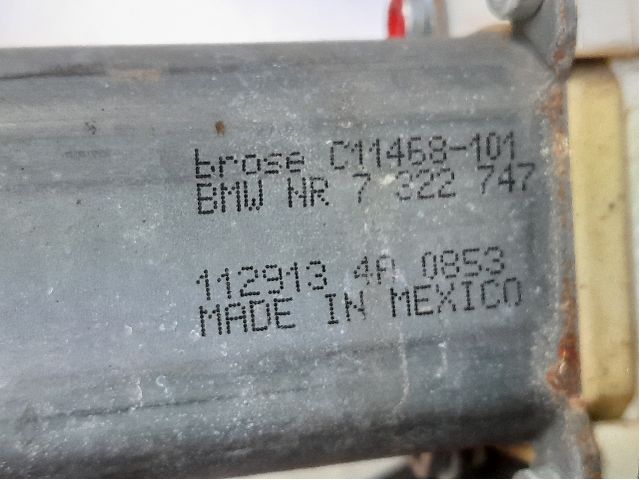 brose C11468-101
BMW NR 7 322 747
112913 4A 0853
MADE IN MEXICO